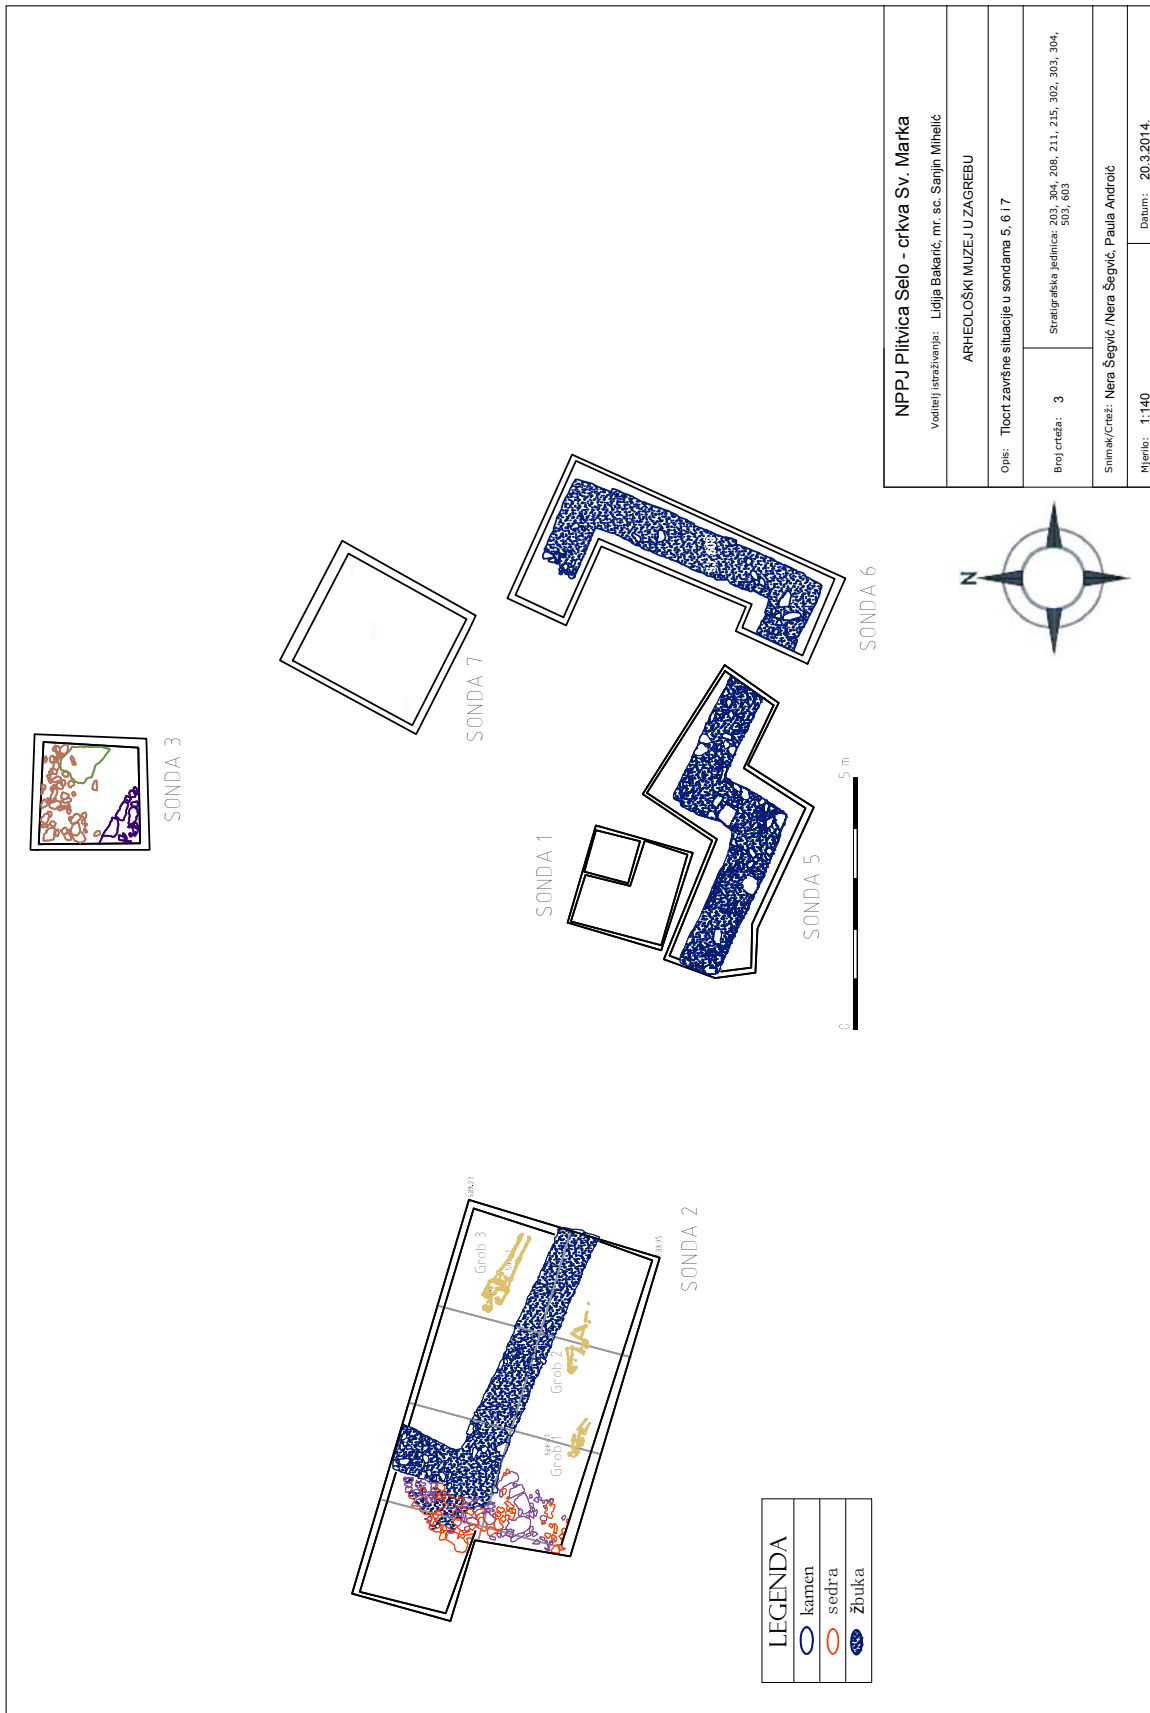 NPPJ Plitvica Selo - crkva Sv. Marka
Voditelj istraživanja: Lidija Bakarić, mr. sc. Sanjin Mihelić
ARHEOLOŠKI MUZEJ U ZAGREBU
Opis: Tlocrt završne situacije u sondama 5, 6 i 7
Broj crteža: 3
Stratigrafska jedinica: 203, 304, 208, 211, 215, 302, 303, 304,
503, 603
Snimak/Crtež: Nera Šegvić /Nera Šegvić, Paula Androić
Mjerilo: 1:140
Datum: 20.3.2014.
N
SONDA 3
SONDA 7
SONDA 6
SONDA 1
SONDA 5
0
5 m
SONDA 2
Grob 3
Grob 2
Grob 1
LEGENDA
kamen
sedra
žbuka